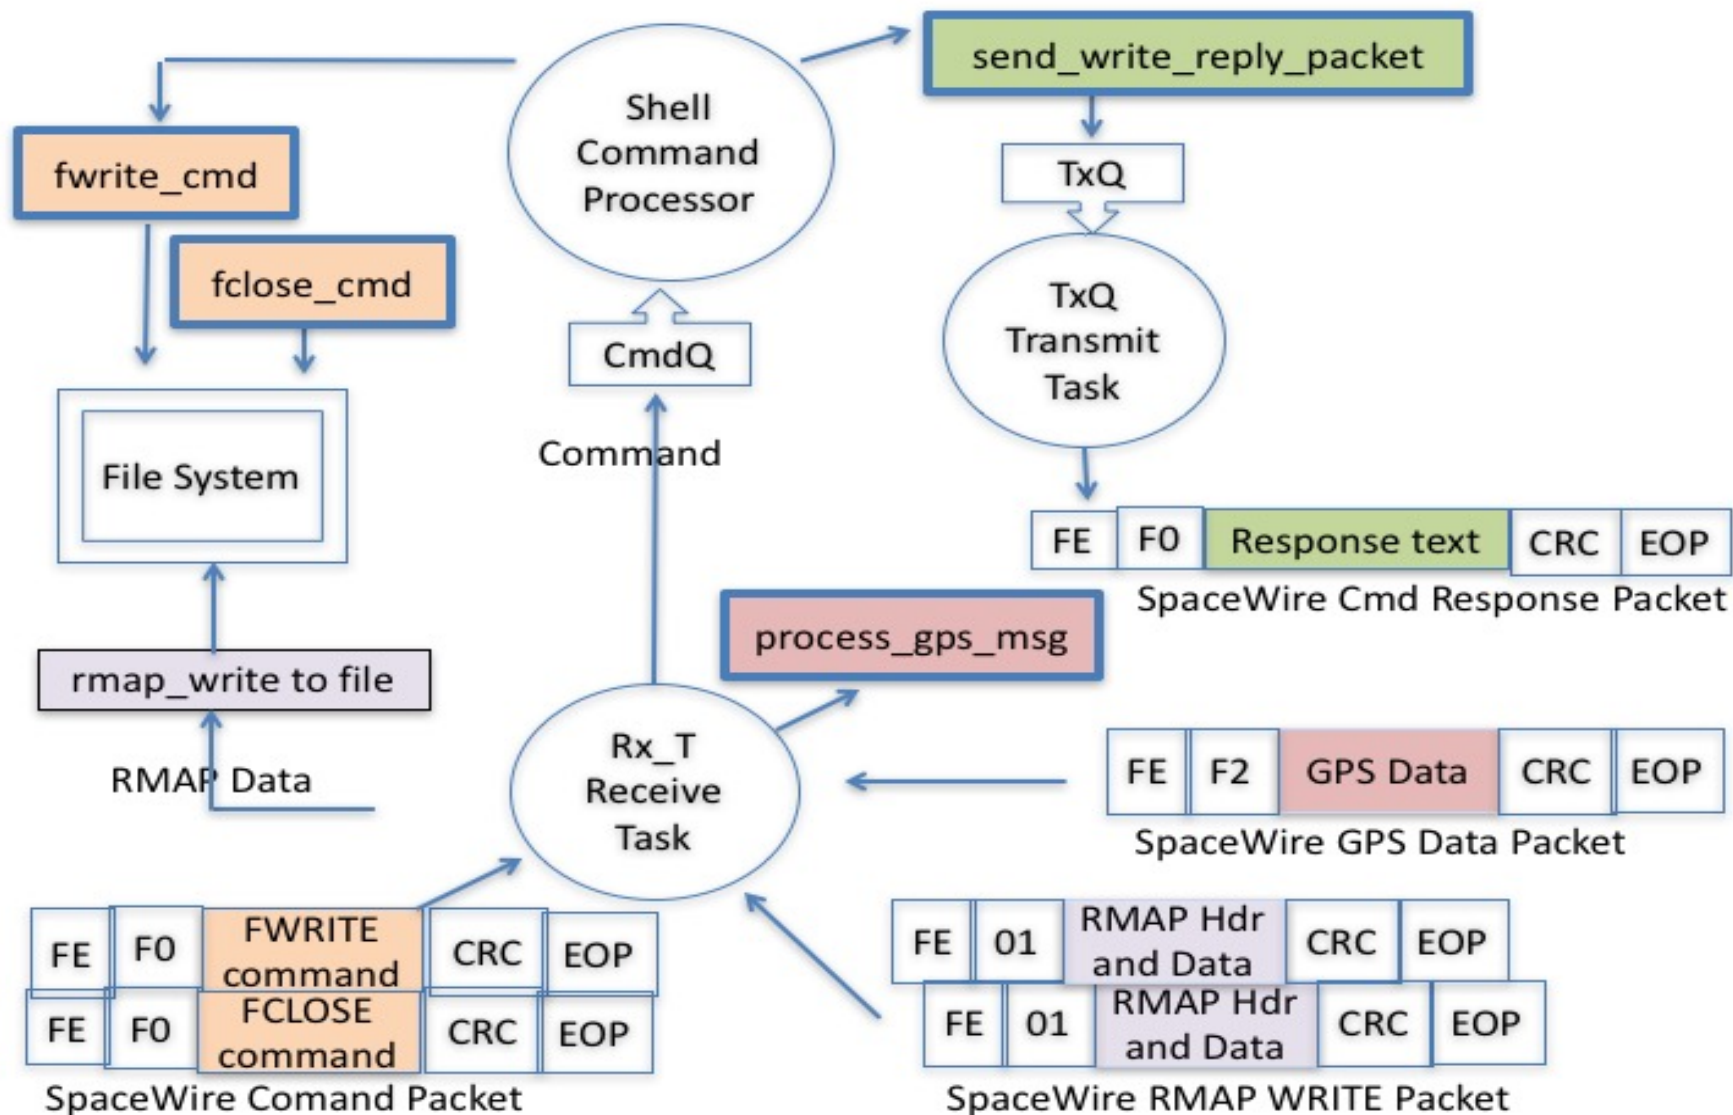 send_write_reply_packet
Shell
Command
Processor
fwrite_cmd
TxQ
fclose_cmd
TxQ
Transmit
Task
CmdQ
Command
File System
FE F0 Response text CRC EOP
SpaceWire Cmd Response Packet
process_gps_msg
rmap_write to file
Rx_T
Receive
Task
RMAP Data
FE F2 GPS Data CRC EOP
SpaceWire GPS Data Packet
FE F0 FWRITE
command CRC EOP
FE F0 FCLOSE
command CRC EOP
SpaceWire Comand Packet
FE 01 RMAP Hdr
and Data CRC EOP
FE 01 RMAP Hdr
and Data CRC EOP
SpaceWire RMAP WRITE Packet